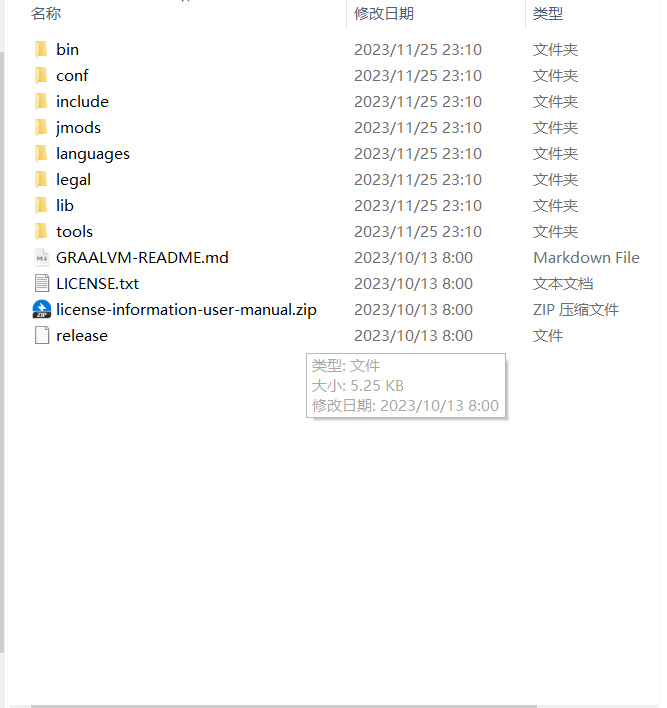 名称 修改日期 类型
bin 2023/11/25 23:10 文件夹
conf 2023/11/25 23:10 文件夹
include 2023/11/25 23:10 文件夹
jmods 2023/11/25 23:10 文件夹
languages 2023/11/25 23:10 文件夹
legal 2023/11/25 23:10 文件夹
lib 2023/11/25 23:10 文件夹
tools 2023/11/25 23:10 文件夹
GRAALVM-README.md 2023/10/13 8:00 Markdown File
LICENSE.txt 2023/10/13 8:00 文本文档
license-information-user-manual.zip 2023/10/13 8:00 ZIP 压缩文件
release 2023/10/13 8:00 文件
类型: 文件
大小: 5.25 KB
修改日期: 2023/10/13 8:00